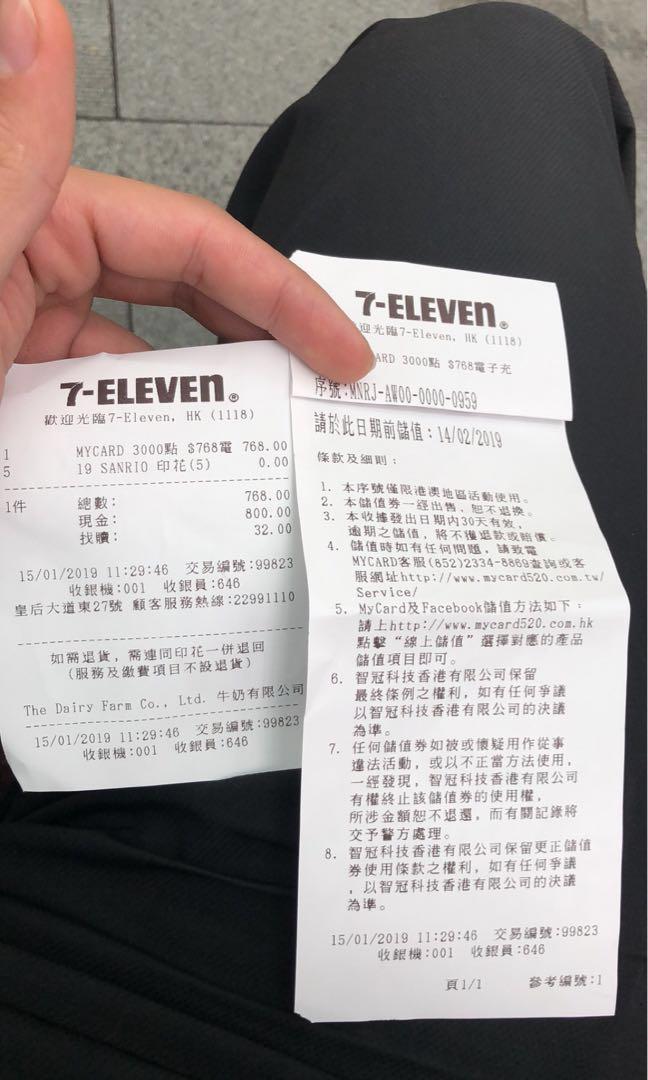 7-ELEVEn®
歡迎光臨7-Eleven, HK (1118)
1 MYCARD 3000點 $768電 768.00
5 19 SANRIO 印花(5) 0.00
1件 總數: 768.00
現金: 800.00
找贖: 32.00
15/01/2019 11:29:46 交易編號:99823
收銀機:001 收銀員:646
皇后大道東27號 顧客服務熱線:22991110
如需退貨, 需連同印花一併退回
(服務及繳費項目不設退貨)
The Dairy Farm Co., Ltd. 牛奶有限公司
15/01/2019 11:29:46 交易編號:99823
收銀機:001 收銀員:646
7-ELEVEn®
迎光臨7-Eleven, HK (1118)
ARD 3000點 $768電子充
序號:MNRJ-AW00-0000-0959
請於此日期前儲值:14/02/2019
條款及細則:
1. 本序號僅限港澳地區活動使用。
2. 本儲值券一經出售, 恕不退換。
3. 本收據發出日期內30天有效,
逾期之儲值, 將不獲退款或賠償。
4. 儲值時如有任何問題, 請致電
MYCARD客服(852)2334-8869查詢或客
服網址http://www.mycard520.com.tw/
Service/
5. MyCard及Facebook儲值方法如下:
請上http://www.mycard520.com.hk
點擊“線上儲值”選擇對應的產品
儲值項目即可。
6. 智冠科技香港有限公司保留
最終條例之權利, 如有任何爭議
以智冠科技香港有限公司的決議
為準。
7. 任何儲值券如被或懷疑用作從事
違法活動, 或以不正當方法使用,
一經發現, 智冠科技香港有限公司
有權終止該儲值券的使用權,
所涉金額恕不退還, 而有關記錄將
交予警方處理。
8. 智冠科技香港有限公司保留更正儲值
券使用條款之權利, 如有任何爭議
, 以智冠科技香港有限公司的決議
為準。
15/01/2019 11:29:46 交易編號:99823
收銀機:001 收銀員:646
頁1/1 參考編號:1